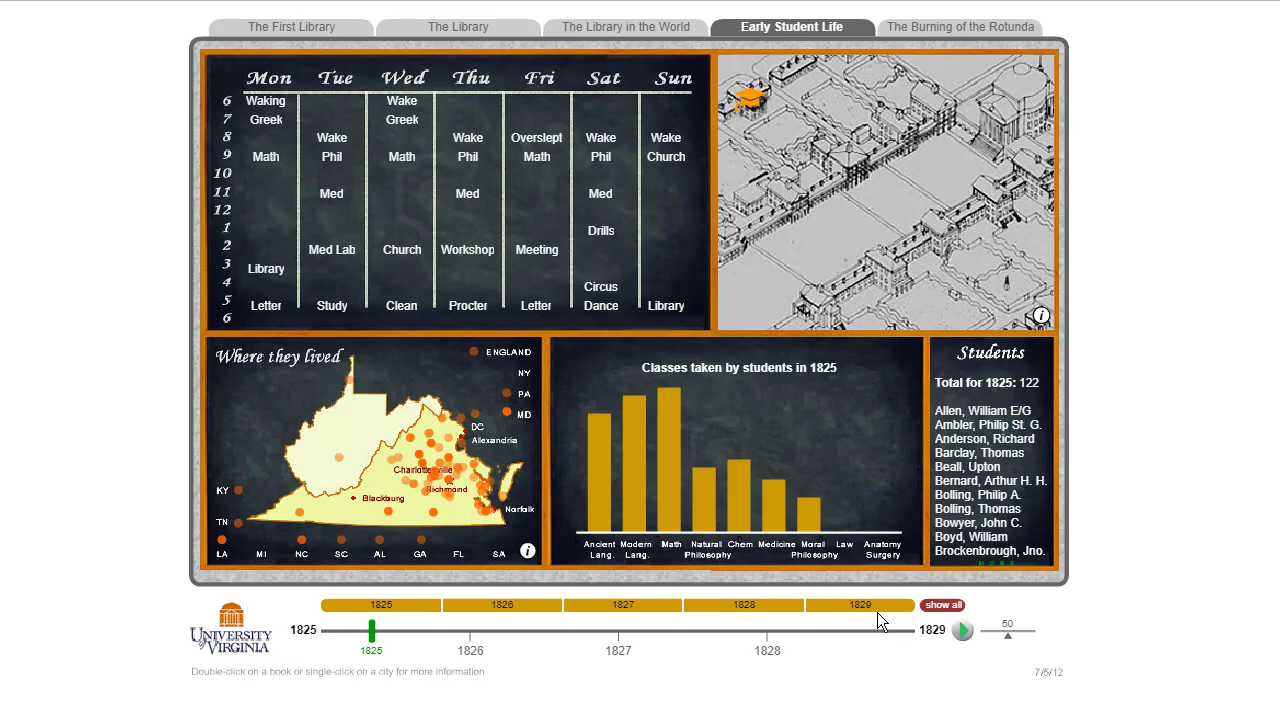 The First Library
The Library
The Library in the World
Early Student Life
The Burning of the Rotunda
Mon Tue Wed Thu Fri Sat Sun
6 Waking Wake
7 Greek Greek
8 Wake Wake Overslept Wake Wake
9 Math Phil Math Phil Math Phil Church
10
11 Med Med Med
12
1 Drills
2 Med Lab Church Workshop Meeting
3 Library
4 Circus
5 Letter Study Clean Procter Letter Dance Library
6
i
Where they lived
ENGLAND
NY
PA
MD
DC
Alexandria
Charlottesville
Richmond
Blackburg
Norfolk
KY
TN
LA MI NC SC AL GA FL SA
i
Classes taken by students in 1825
Ancient Lang.
Modern Lang.
Math
Natural Philosophy
Chem
Medicine
Moral Philosophy
Law
Anatomy Surgery
Students
Total for 1825: 122
Allen, William E/G
Ambler, Philip St. G.
Anderson, Richard
Barclay, Thomas
Beall, Upton
Bernard, Arthur H. H.
Bolling, Philip A.
Bolling, Thomas
Bowyer, John C.
Boyd, William
Brockenbrough, Jno.
MORE
UNIVERSITY
of VIRGINIA
1825 1826 1827 1828 1829
show all
1825 1829
50
1825 1826 1827 1828
Double-click on a book or single-click on a city for more information
7/5/12